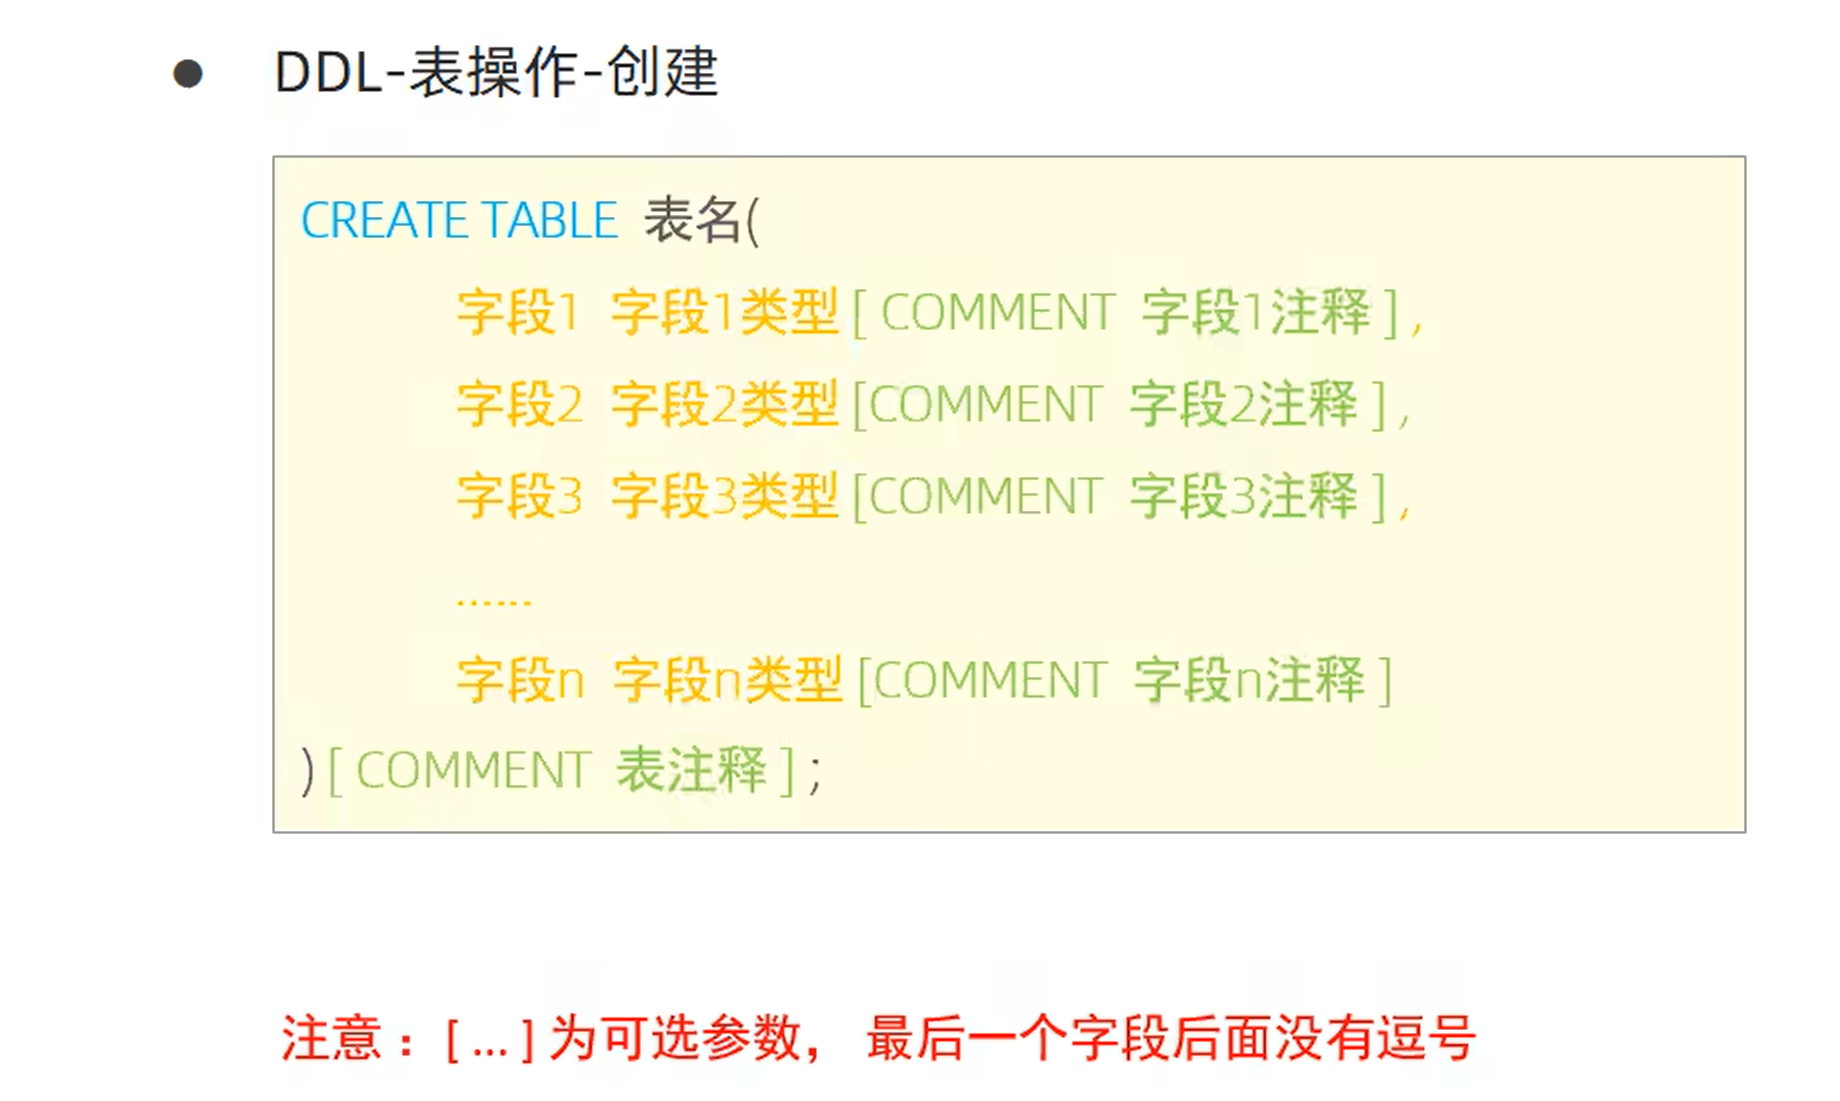 ● DDL-表操作-创建
CREATE TABLE 表名(
字段1 字段1类型[ COMMENT 字段1注释 ] ,
字段2 字段2类型[COMMENT 字段2注释 ] ,
字段3 字段3类型[COMMENT 字段3注释 ] ,
......
字段n 字段n类型[COMMENT 字段n注释 ]
)[ COMMENT 表注释 ] ;
注意：[ ... ] 为可选参数， 最后一个字段后面没有逗号